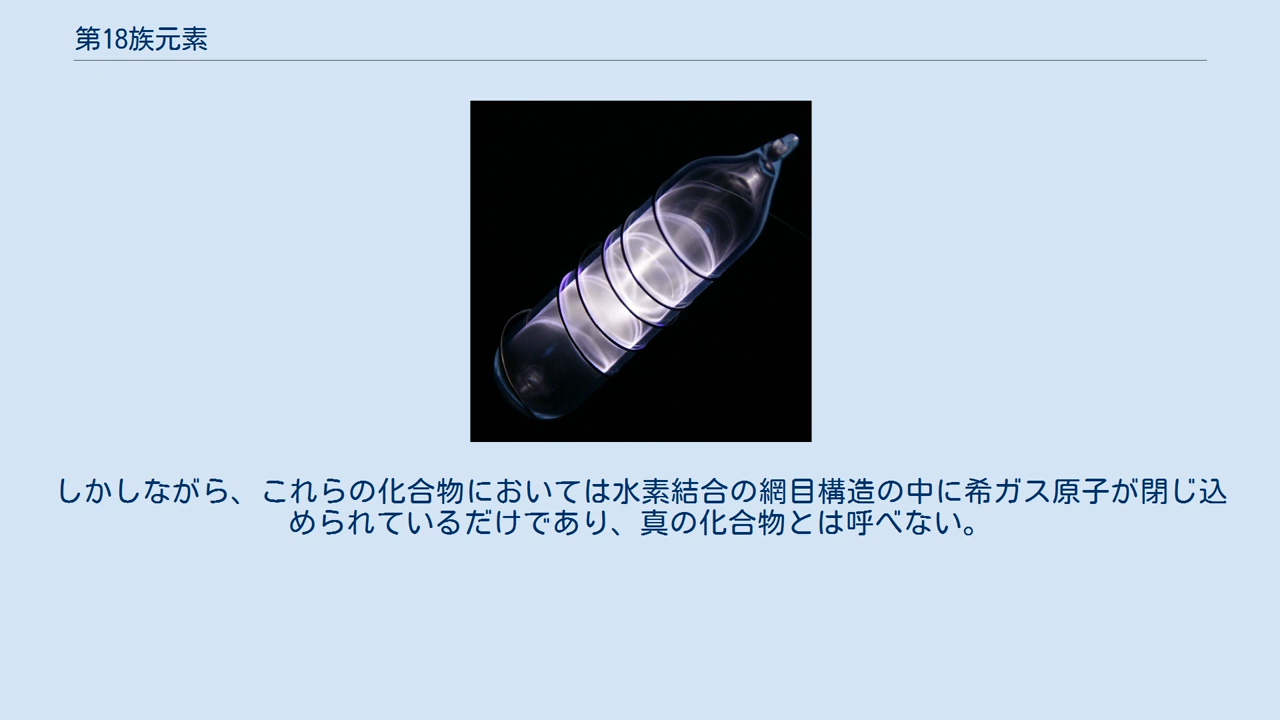 第18族元素
しかしながら、これらの化合物においては水素結合の網目構造の中に希ガス原子が閉じ込
められているだけであり、真の化合物とは呼べない。